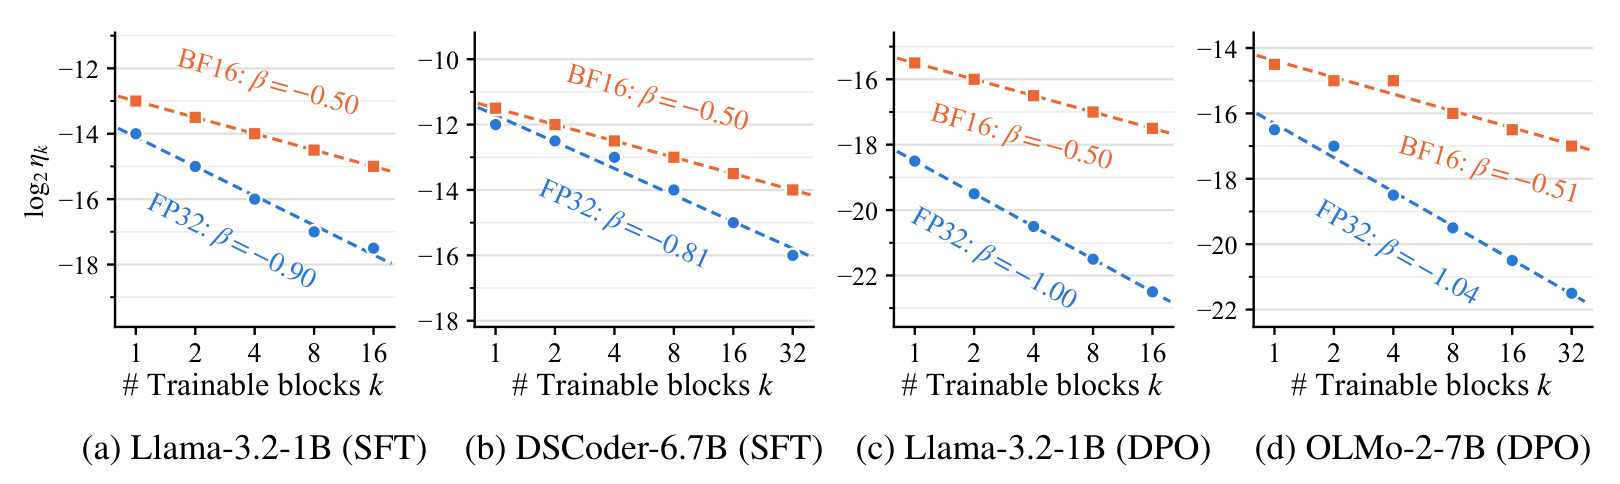 log₂ ηₖ
−12
−14
−16
−18
BF16: β=−0.50
FP32: β=−0.90
1 2 4 8 16
# Trainable blocks k
(a) Llama-3.2-1B (SFT)
−10
−12
−14
−16
−18
BF16: β=−0.50
FP32: β=−0.81
1 2 4 8 16 32
# Trainable blocks k
(b) DSCoder-6.7B (SFT)
−16
−18
−20
−22
BF16: β=−0.50
FP32: β=−1.00
1 2 4 8 16
# Trainable blocks k
(c) Llama-3.2-1B (DPO)
−14
−16
−18
−20
−22
BF16: β=−0.51
FP32: β=−1.04
1 2 4 8 16 32
# Trainable blocks k
(d) OLMo-2-7B (DPO)